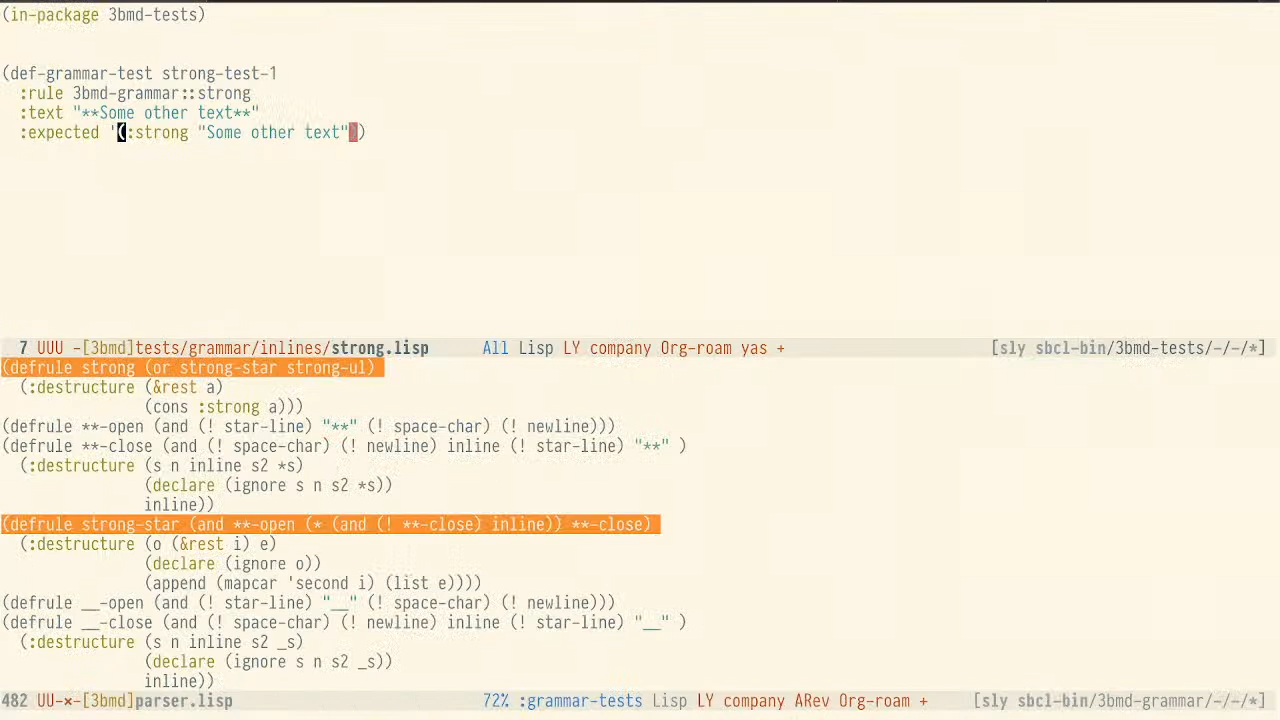 (in-package 3bmd-tests)
(def-grammar-test strong-test-1
  :rule 3bmd-grammar::strong
  :text "**Some other text**"
  :expected '(:strong "Some other text"))
7 UUU -[3bmd]tests/grammar/inlines/strong.lisp All Lisp LY company Org-roam yas + [sly sbcl-bin/3bmd-tests/-/-/*]
(defrule strong (or strong-star strong-ul)
  (:destructure (&rest a)
                (cons :strong a)))
(defrule **-open (and (! star-line) "**" (! space-char) (! newline)))
(defrule **-close (and (! space-char) (! newline) inline (! star-line) "**" )
  (:destructure (s n inline s2 *s)
                (declare (ignore s n s2 *s))
                inline))
(defrule strong-star (and **-open (* (and (! **-close) inline)) **-close)
  (:destructure (o (&rest i) e)
                (declare (ignore o))
                (append (mapcar 'second i) (list e))))
(defrule __-open (and (! star-line) "__" (! space-char) (! newline)))
(defrule __-close (and (! space-char) (! newline) inline (! star-line) "__" )
  (:destructure (s n inline s2 _s)
                (declare (ignore s n s2 _s))
                inline))
482 UU-×-[3bmd]parser.lisp 72% :grammar-tests Lisp LY company ARev Org-roam + [sly sbcl-bin/3bmd-grammar/-/-/*]